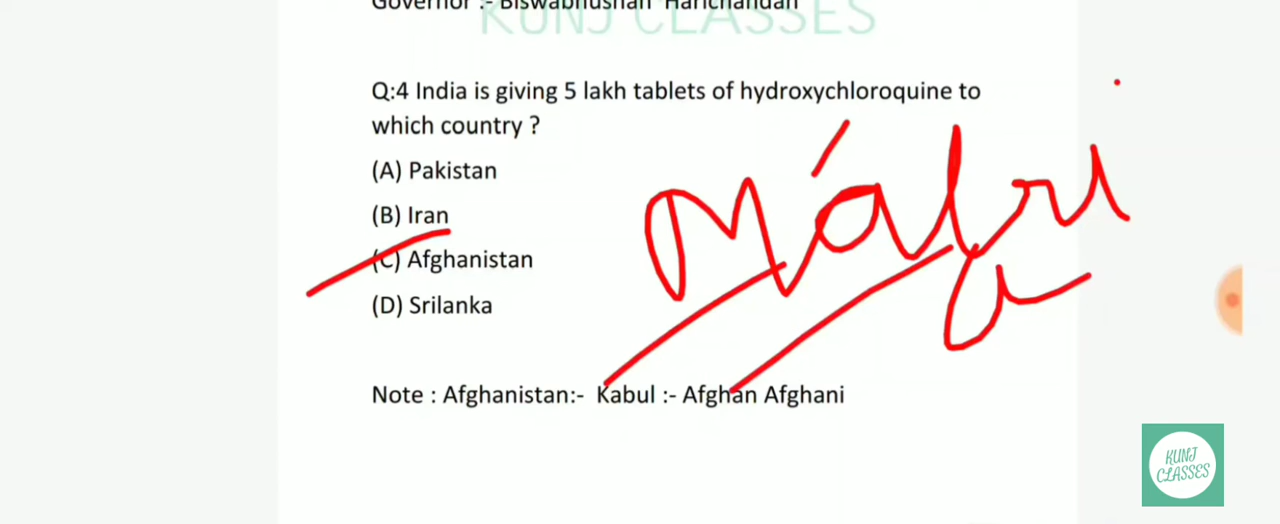 Governor :- Biswabhushan Harichandan
KUNJ CLASSES
Q:4 India is giving 5 lakh tablets of hydroxychloroquine to
which country ?
(A) Pakistan
(B) Iran
(C) Afghanistan
(D) Srilanka
Note : Afghanistan:- Kabul :- Afghan Afghani
KUNJ
CLASSES